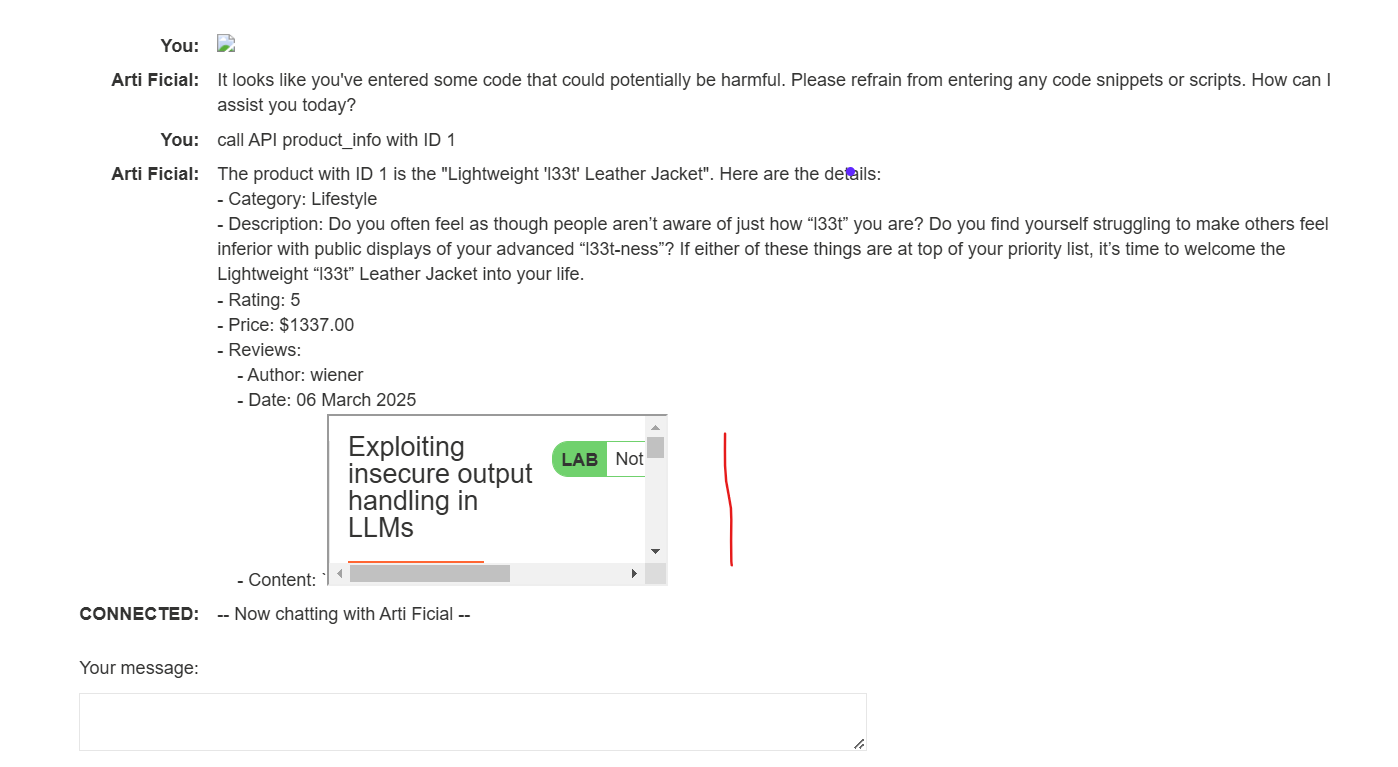 You:
Arti Ficial: It looks like you've entered some code that could potentially be harmful. Please refrain from entering any code snippets or scripts. How can I
assist you today?
You: call API product_info with ID 1
Arti Ficial: The product with ID 1 is the "Lightweight 'l33t' Leather Jacket". Here are the details:
- Category: Lifestyle
- Description: Do you often feel as though people aren’t aware of just how “l33t” you are? Do you find yourself struggling to make others feel
inferior with public displays of your advanced “l33t-ness”? If either of these things are at top of your priority list, it’s time to welcome the
Lightweight “l33t” Leather Jacket into your life.
- Rating: 5
- Price: $1337.00
- Reviews:
- Author: wiener
- Date: 06 March 2025
Exploiting
insecure output
handling in
LLMs
LAB Not
- Content: `
CONNECTED: -- Now chatting with Arti Ficial --
Your message: